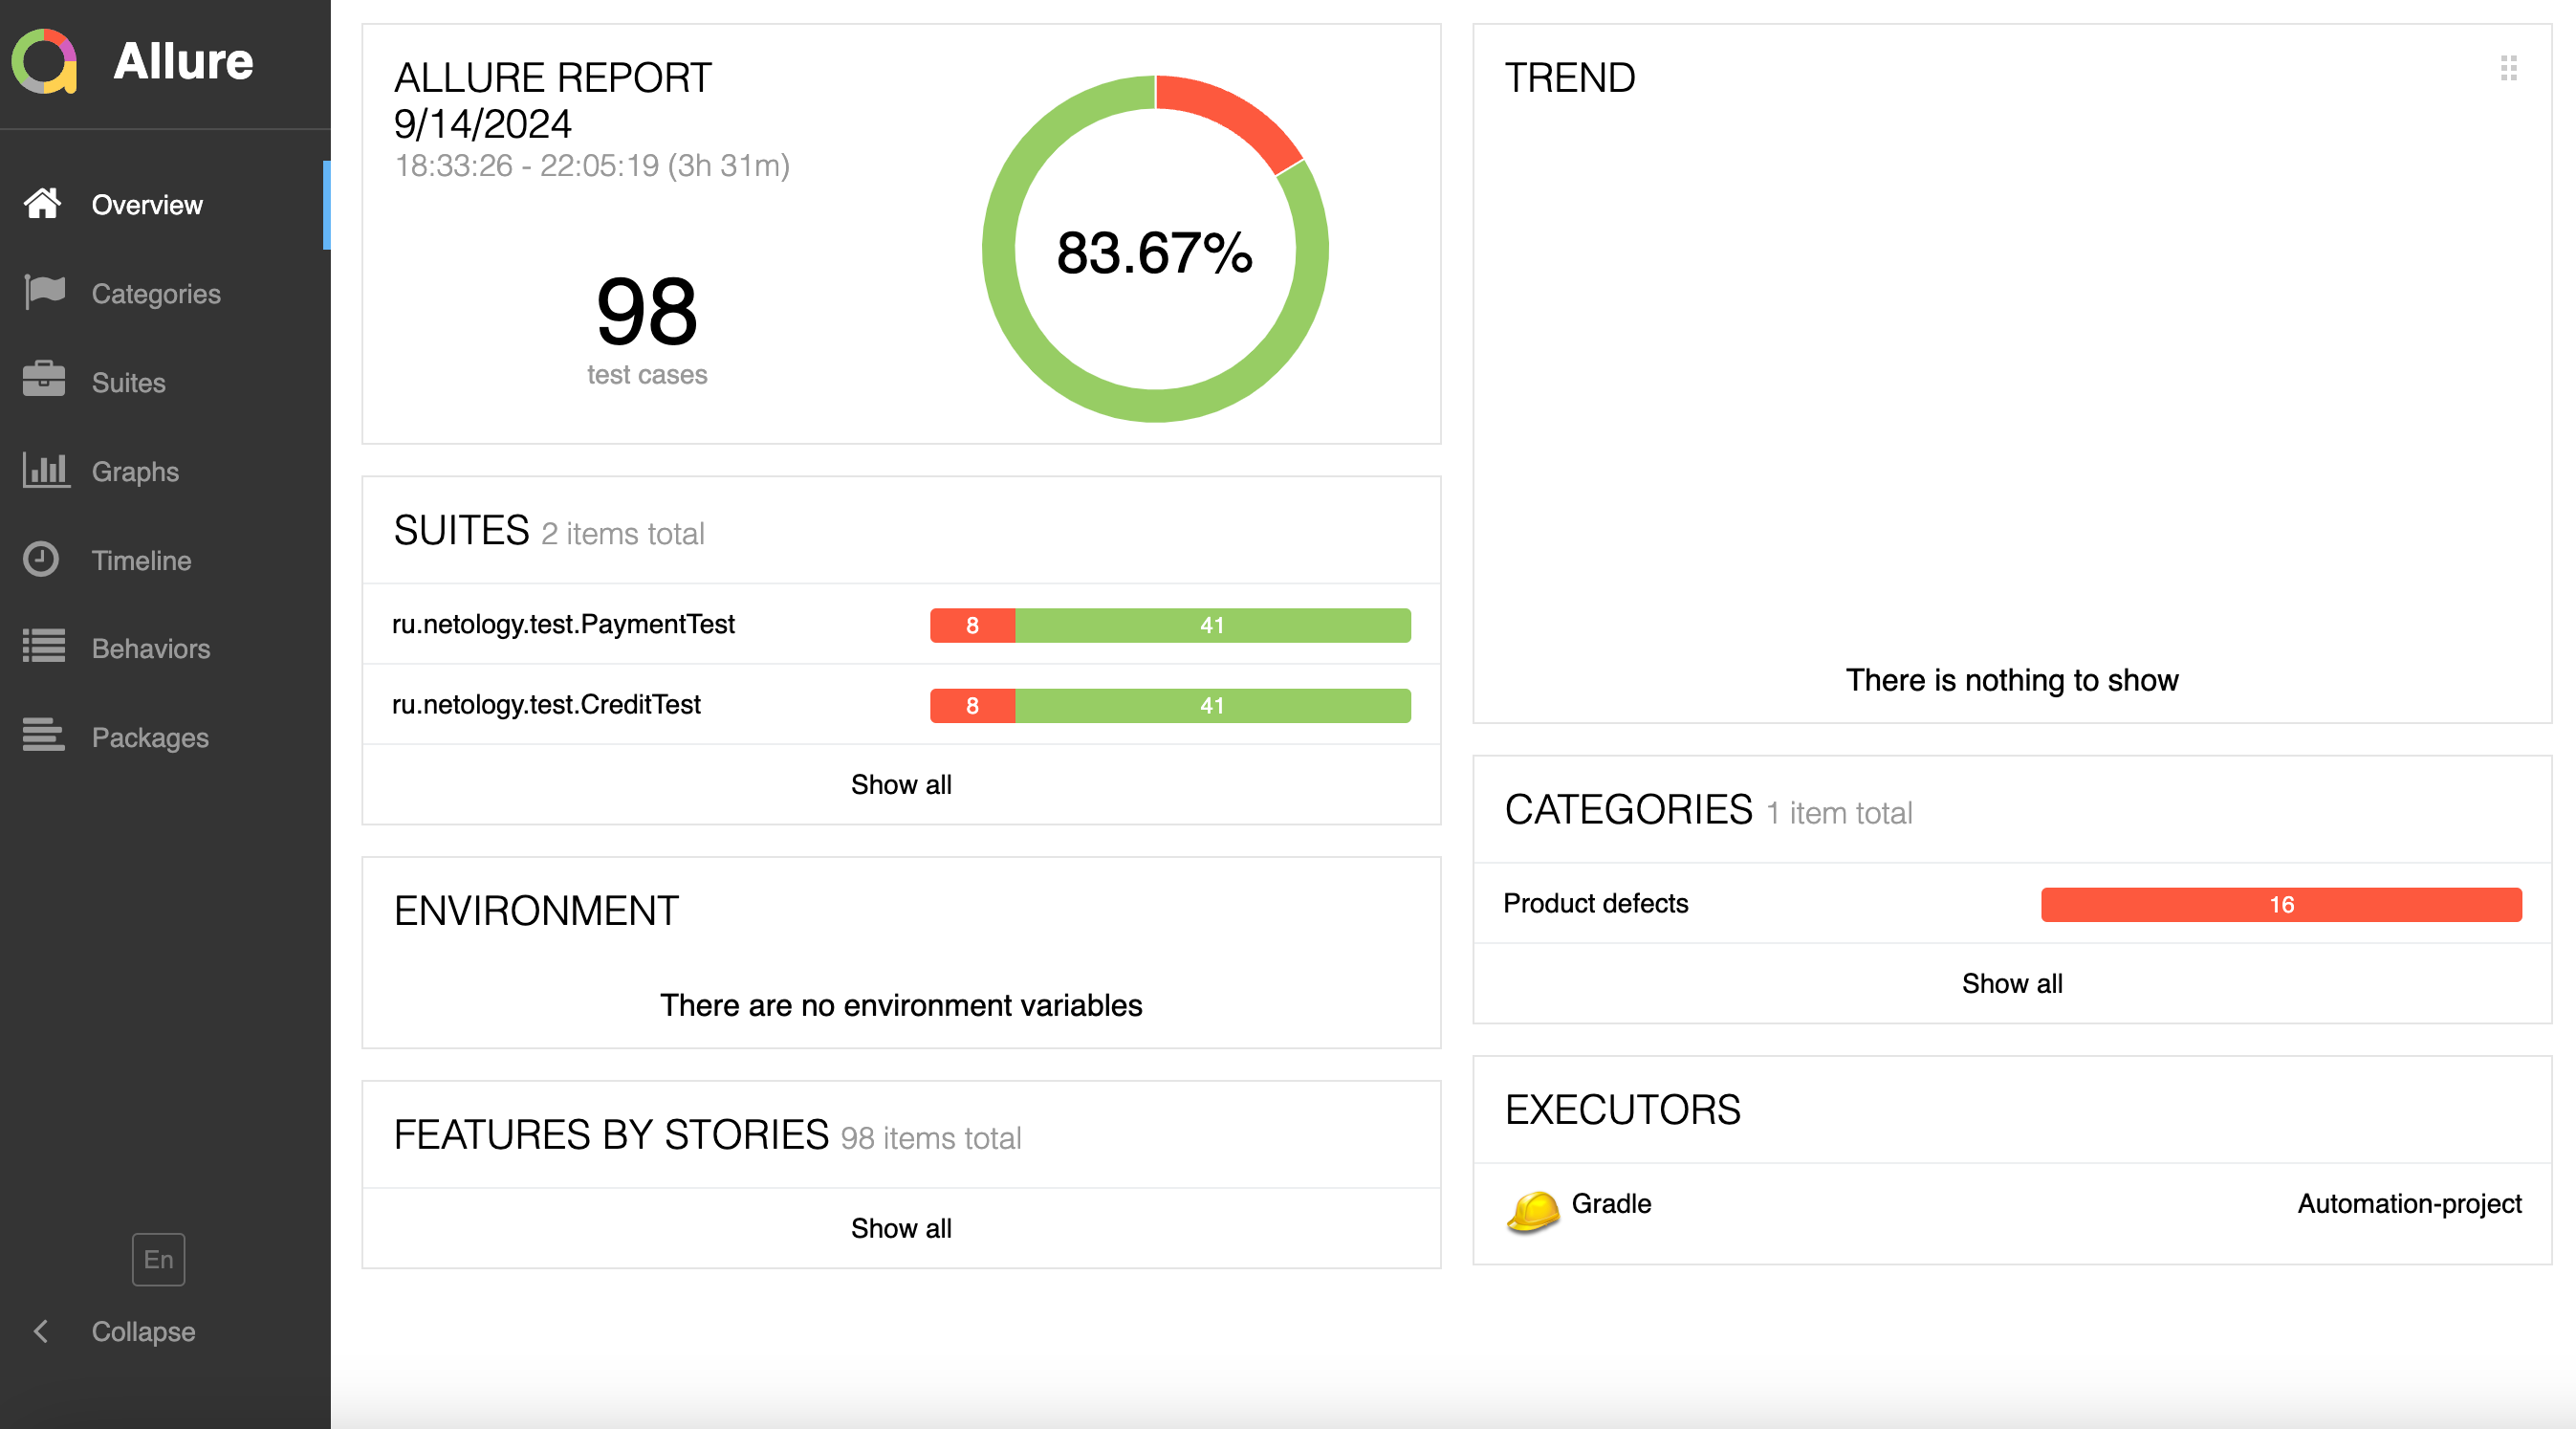 Allure
Overview
Categories
Suites
Graphs
Timeline
Behaviors
Packages
En
Collapse
ALLURE REPORT
9/14/2024
18:33:26 - 22:05:19 (3h 31m)
98
test cases
83.67%
SUITES 2 items total
ru.netology.test.PaymentTest 8 41
ru.netology.test.CreditTest 8 41
Show all
ENVIRONMENT
There are no environment variables
FEATURES BY STORIES 98 items total
Show all
TREND
There is nothing to show
CATEGORIES 1 item total
Product defects 16
Show all
EXECUTORS
Gradle Automation-project